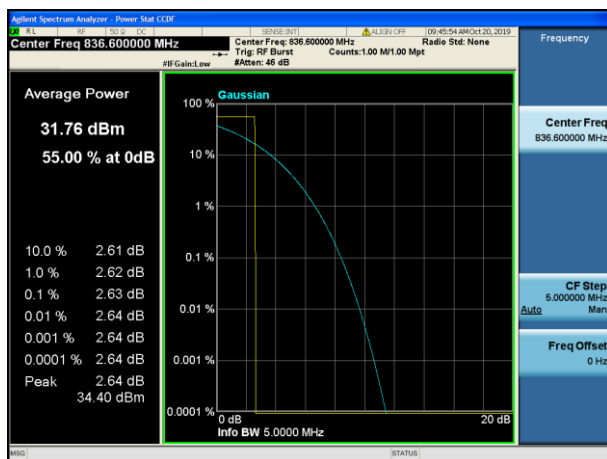 Agilent Spectrum Analyzer - Power Stat CCDF
RL RF 50 Ω DC SENSE:INT ALIGN OFF 09:45:54 AM Oct 20, 2019
Center Freq 836.600000 MHz
Center Freq: 836.600000 MHz Radio Std: None
Trig: RF Burst Counts:1.00 M/1.00 Mpt
#IFGain:Low #Atten: 46 dB
Frequency
Average Power
31.76 dBm
55.00 % at 0dB
10.0 % 2.61 dB
1.0 % 2.62 dB
0.1 % 2.63 dB
0.01 % 2.64 dB
0.001 % 2.64 dB
0.0001 % 2.64 dB
Peak 2.64 dB
34.40 dBm
Gaussian
100 %
10 %
1 %
0.1 %
0.01 %
0.001 %
0.0001 %
0 dB 20 dB
Info BW 5.0000 MHz
Center Freq
836.600000 MHz
CF Step
5.000000 MHz
Auto Man
Freq Offset
0 Hz
MSG STATUS